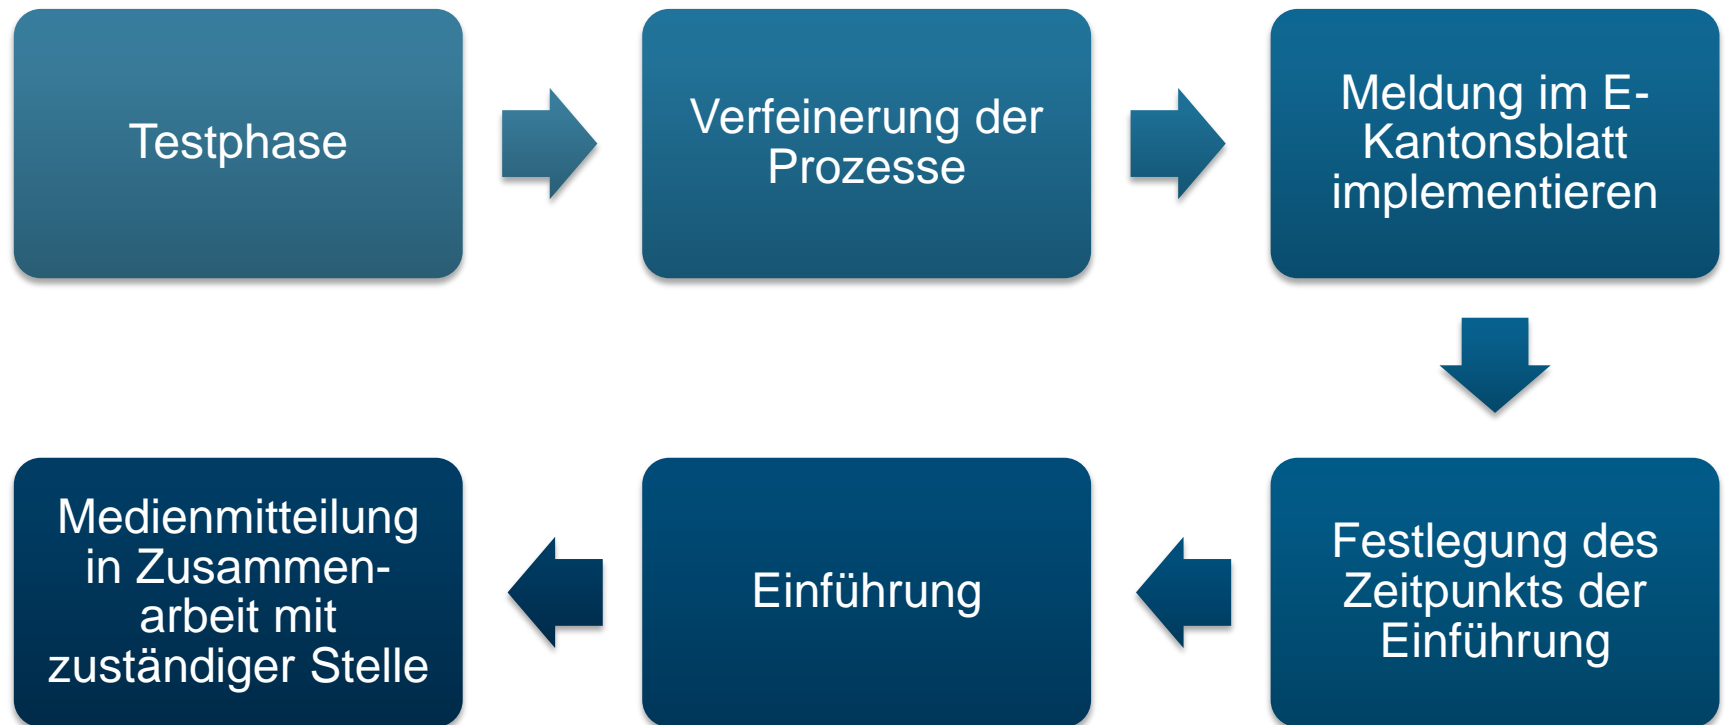 Testphase
Verfeinerung der
Prozesse
Meldung im E-
Kantonsblatt
implementieren
Festlegung des
Zeitpunkts der
Einführung
Einführung
Medienmitteilung
in Zusammen-
arbeit mit
zuständiger Stelle